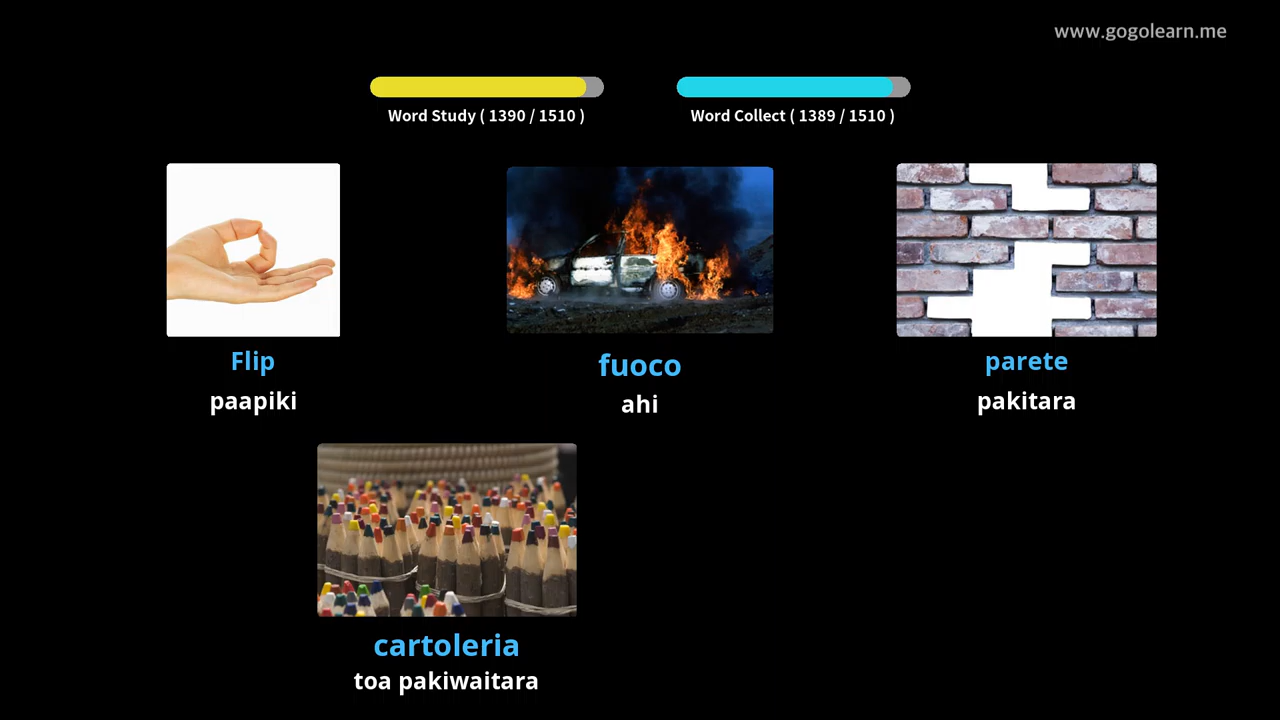 www.gogolearn.me
Word Study ( 1390 / 1510 )
Word Collect ( 1389 / 1510 )
Flip
paapiki
fuoco
ahi
parete
pakitara
cartoleria
toa pakiwaitara